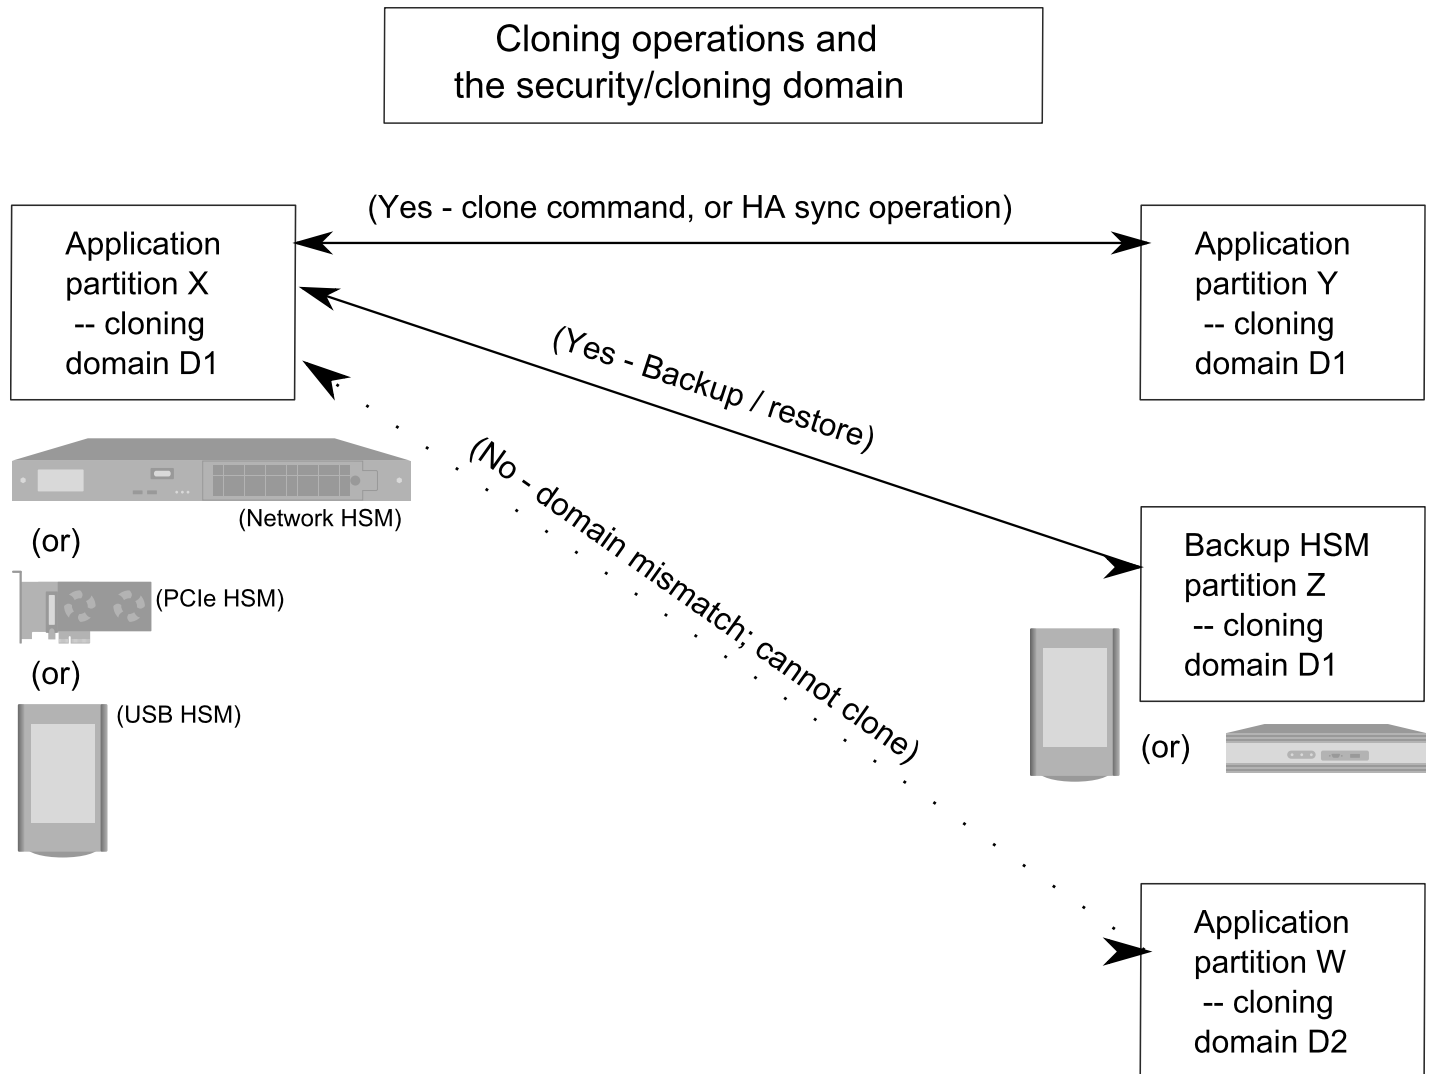 Cloning operations and
the security/cloning domain
(Yes - clone command, or HA sync operation)
Application
partition X
-- cloning
domain D1
Application
partition Y
-- cloning
domain D1
(Yes - Backup / restore)
(No - domain mismatch; cannot clone)
(Network HSM)
(or)
(PCIe HSM)
(or)
(USB HSM)
Backup HSM
partition Z
-- cloning
domain D1
(or)
Application
partition W
-- cloning
domain D2